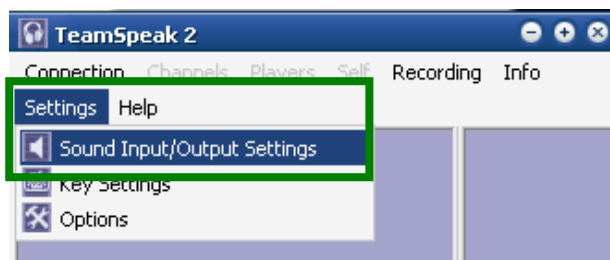 TeamSpeak 2
Connection Channels Players Self Recording Info
Settings Help
Sound Input/Output Settings
Key Settings
Options